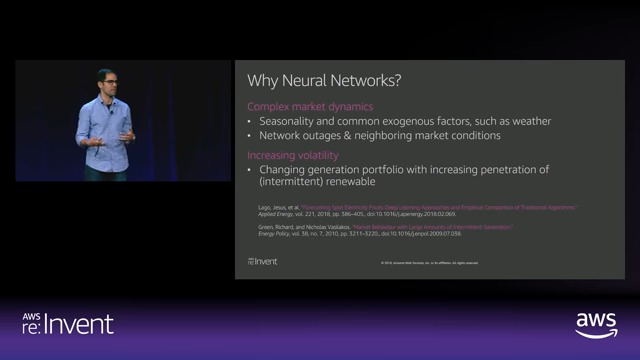 Why Neural Networks?
Complex market dynamics
• Seasonality and common exogenous factors, such as weather
• Network outages & neighboring market conditions
Increasing volatility
• Changing generation portfolio with increasing penetration of
(intermittent) renewable
Lago, Jesus, et al. "Forecasting Spot Electricity Prices: Deep Learning Approaches and Empirical Comparison of Traditional Algorithms."
Applied Energy, vol. 221, 2018, pp. 386–405., doi:10.1016/j.apenergy.2018.02.069.
Green, Richard, and Nicholas Vasilakos. "Market Behaviour with Large Amounts of Intermittent Generation."
Energy Policy, vol. 38, no. 7, 2010, pp. 3211–3220., doi:10.1016/j.enpol.2009.07.038.
AWS
re:Invent
© 2018, Amazon Web Services, Inc. or its affiliates. All rights reserved.
AWS
re:Invent
aws